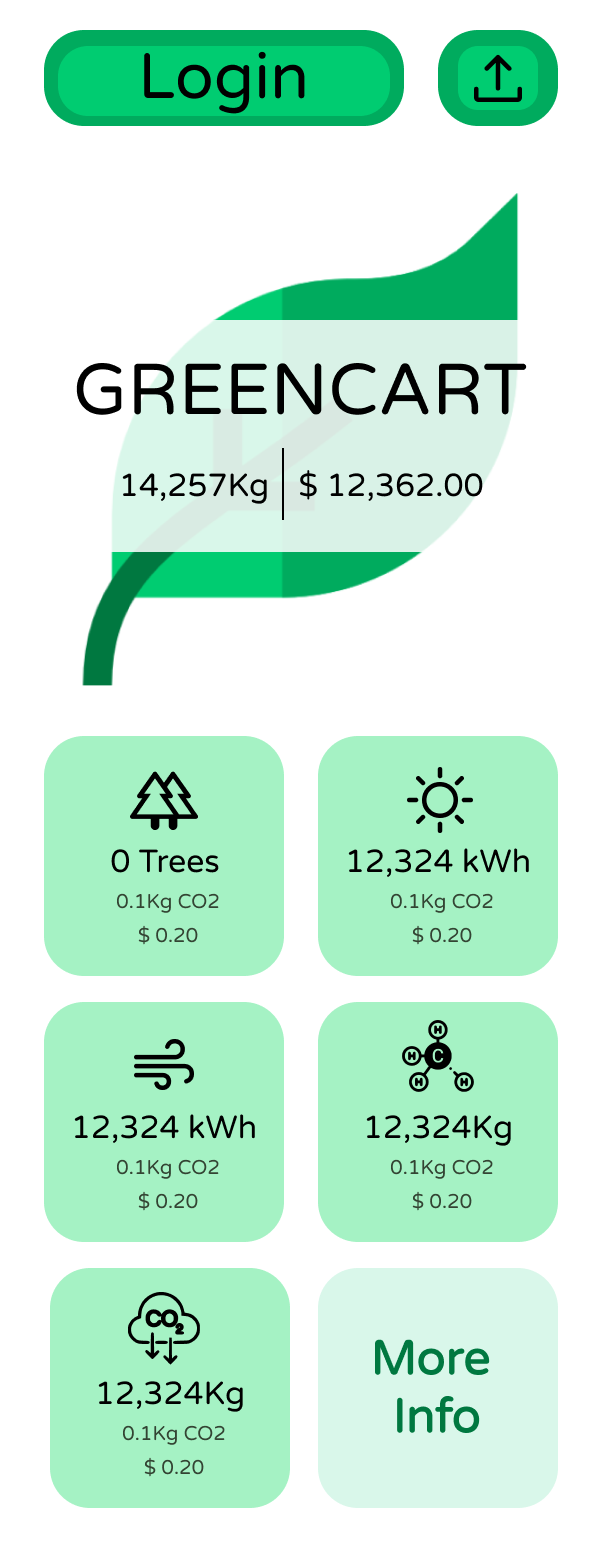 Login
GREENCART
14,257Kg
$ 12,362.00
0 Trees
0.1Kg CO2
$ 0.20
12,324 kWh
0.1Kg CO2
$ 0.20
12,324 kWh
0.1Kg CO2
$ 0.20
H
H
C
H
H
12,324Kg
0.1Kg CO2
$ 0.20
CO2
12,324Kg
0.1Kg CO2
$ 0.20
More
Info